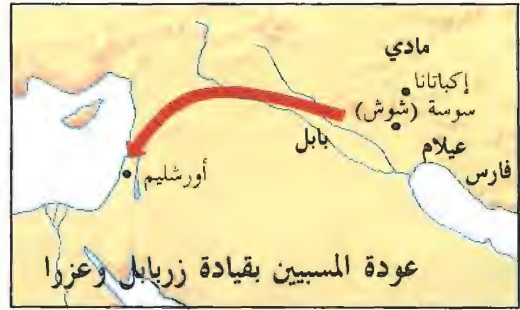 مادي
إكباتانا
سوسة (شوش)
بابل
عيلام
فارس
أورشليم
عودة المسبيين بقيادة زربابل وعزرا